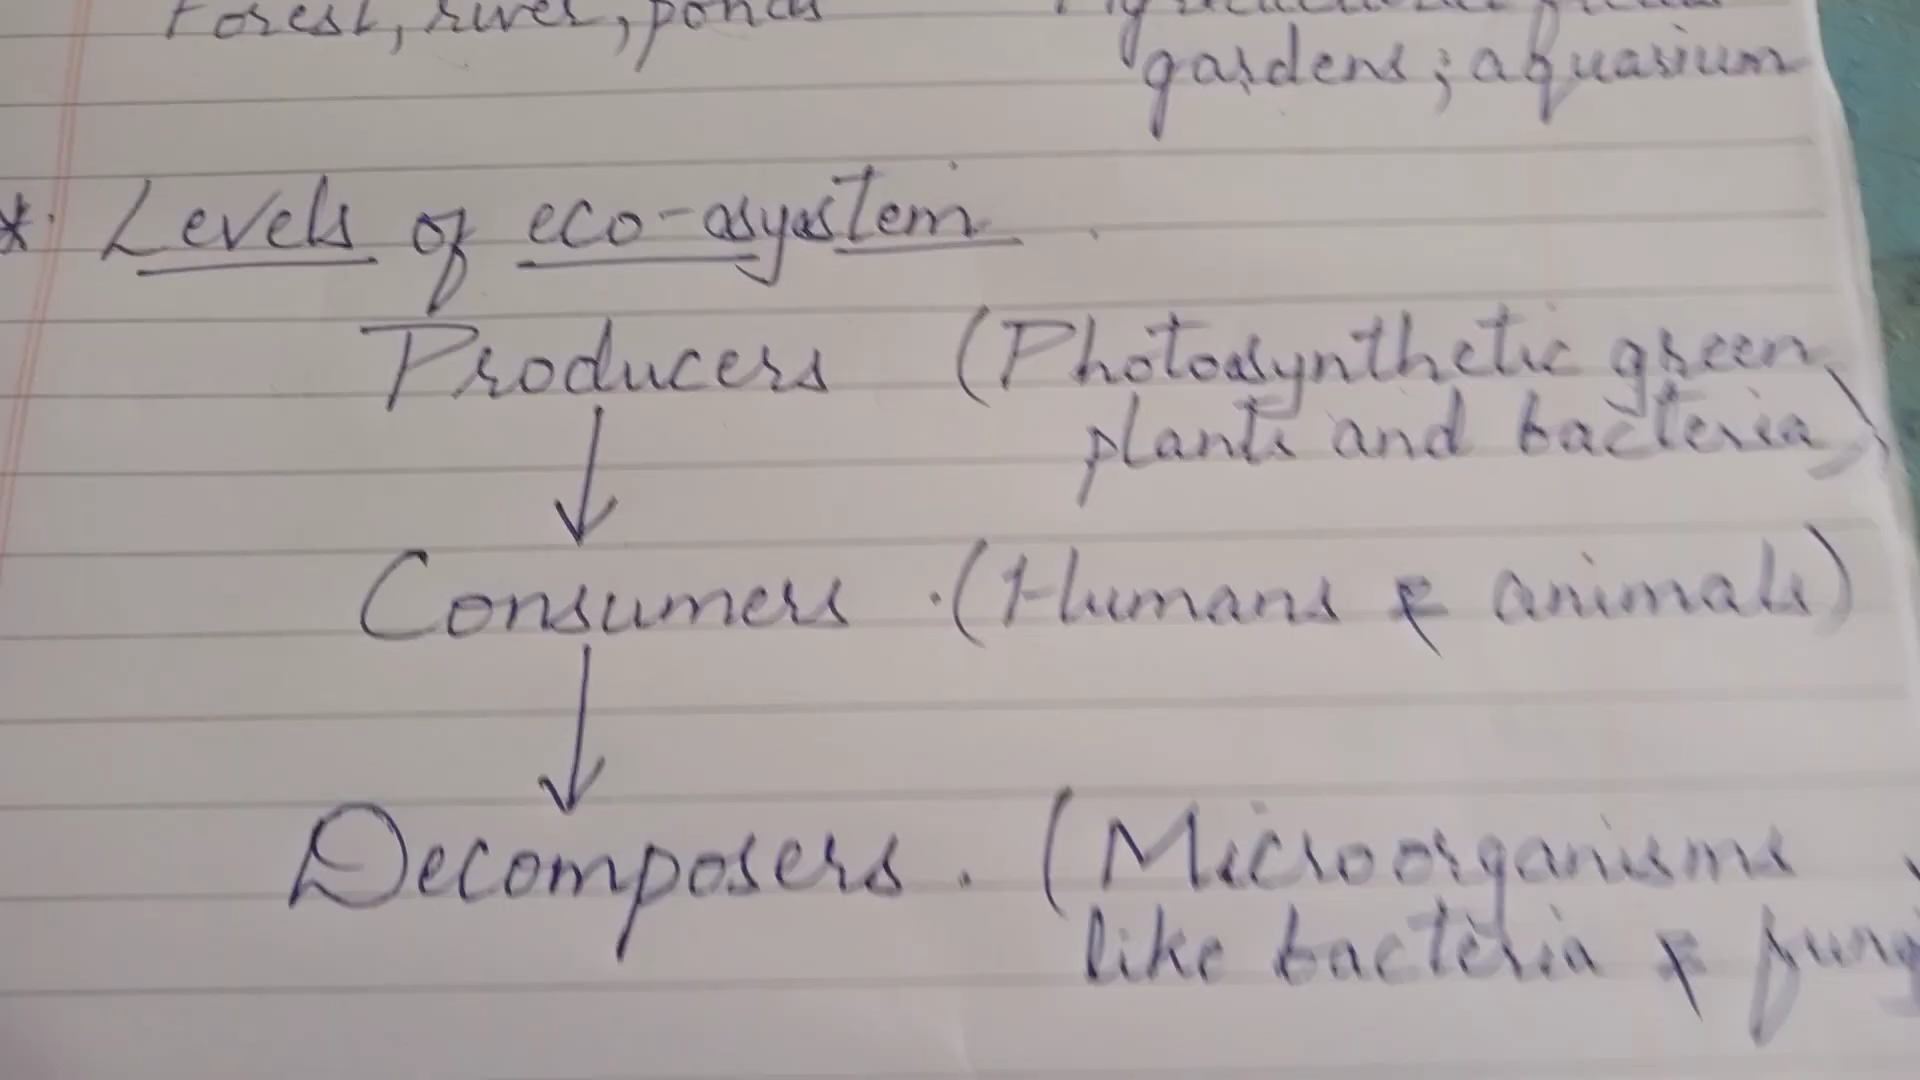 Forest, river, ponds
gardens, aquarium
* Levels of eco-system
Producers (Photosynthetic green
plants and bacteria)
↓
Consumers . (Humans & animals)
↓
Decomposers . (Microorganisms
like bacteria &